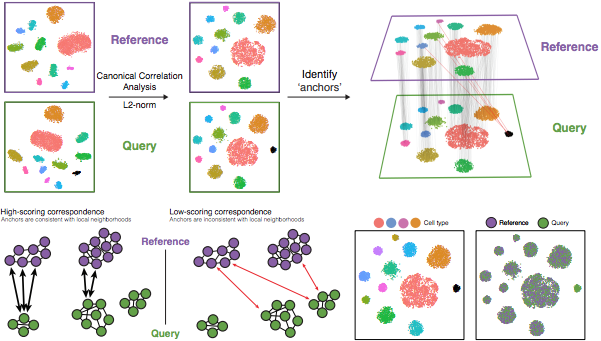 Reference
Canonical Correlation
Analysis
L2-norm
Query
Identify
‘anchors’
Reference
Query
High-scoring correspondence
Anchors are consistent with local neighborhoods
Low-scoring correspondence
Anchors are inconsistent with local neighborhoods
Reference
Query
Cell type
Reference
Query